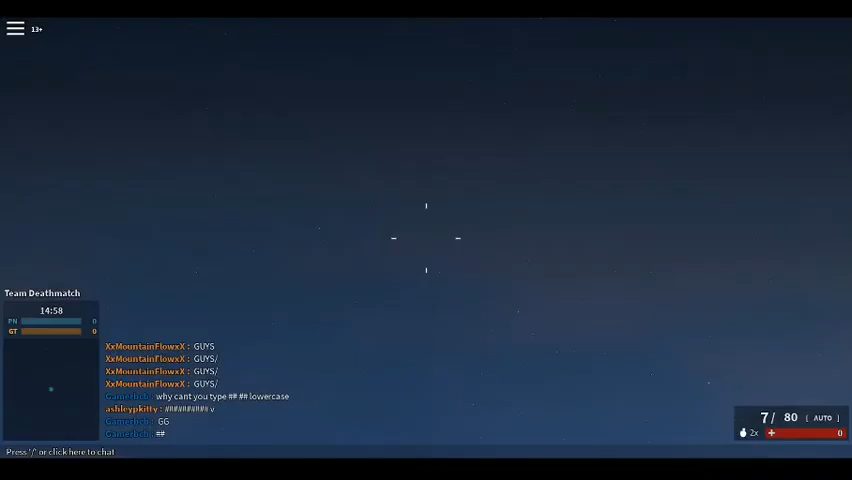 13+
Team Deathmatch
14:58
PN 0
GT 0
XxMountainFlowxX : GUYS
XxMountainFlowxX : GUYS/
XxMountainFlowxX : GUYS/
XxMountainFlowxX : GUYS/
why cant you type ## ## lowercase
ashleypkitty : ########## v
GG
##
Press '/' or click here to chat
7/ 80 [ AUTO ]
2x + 0